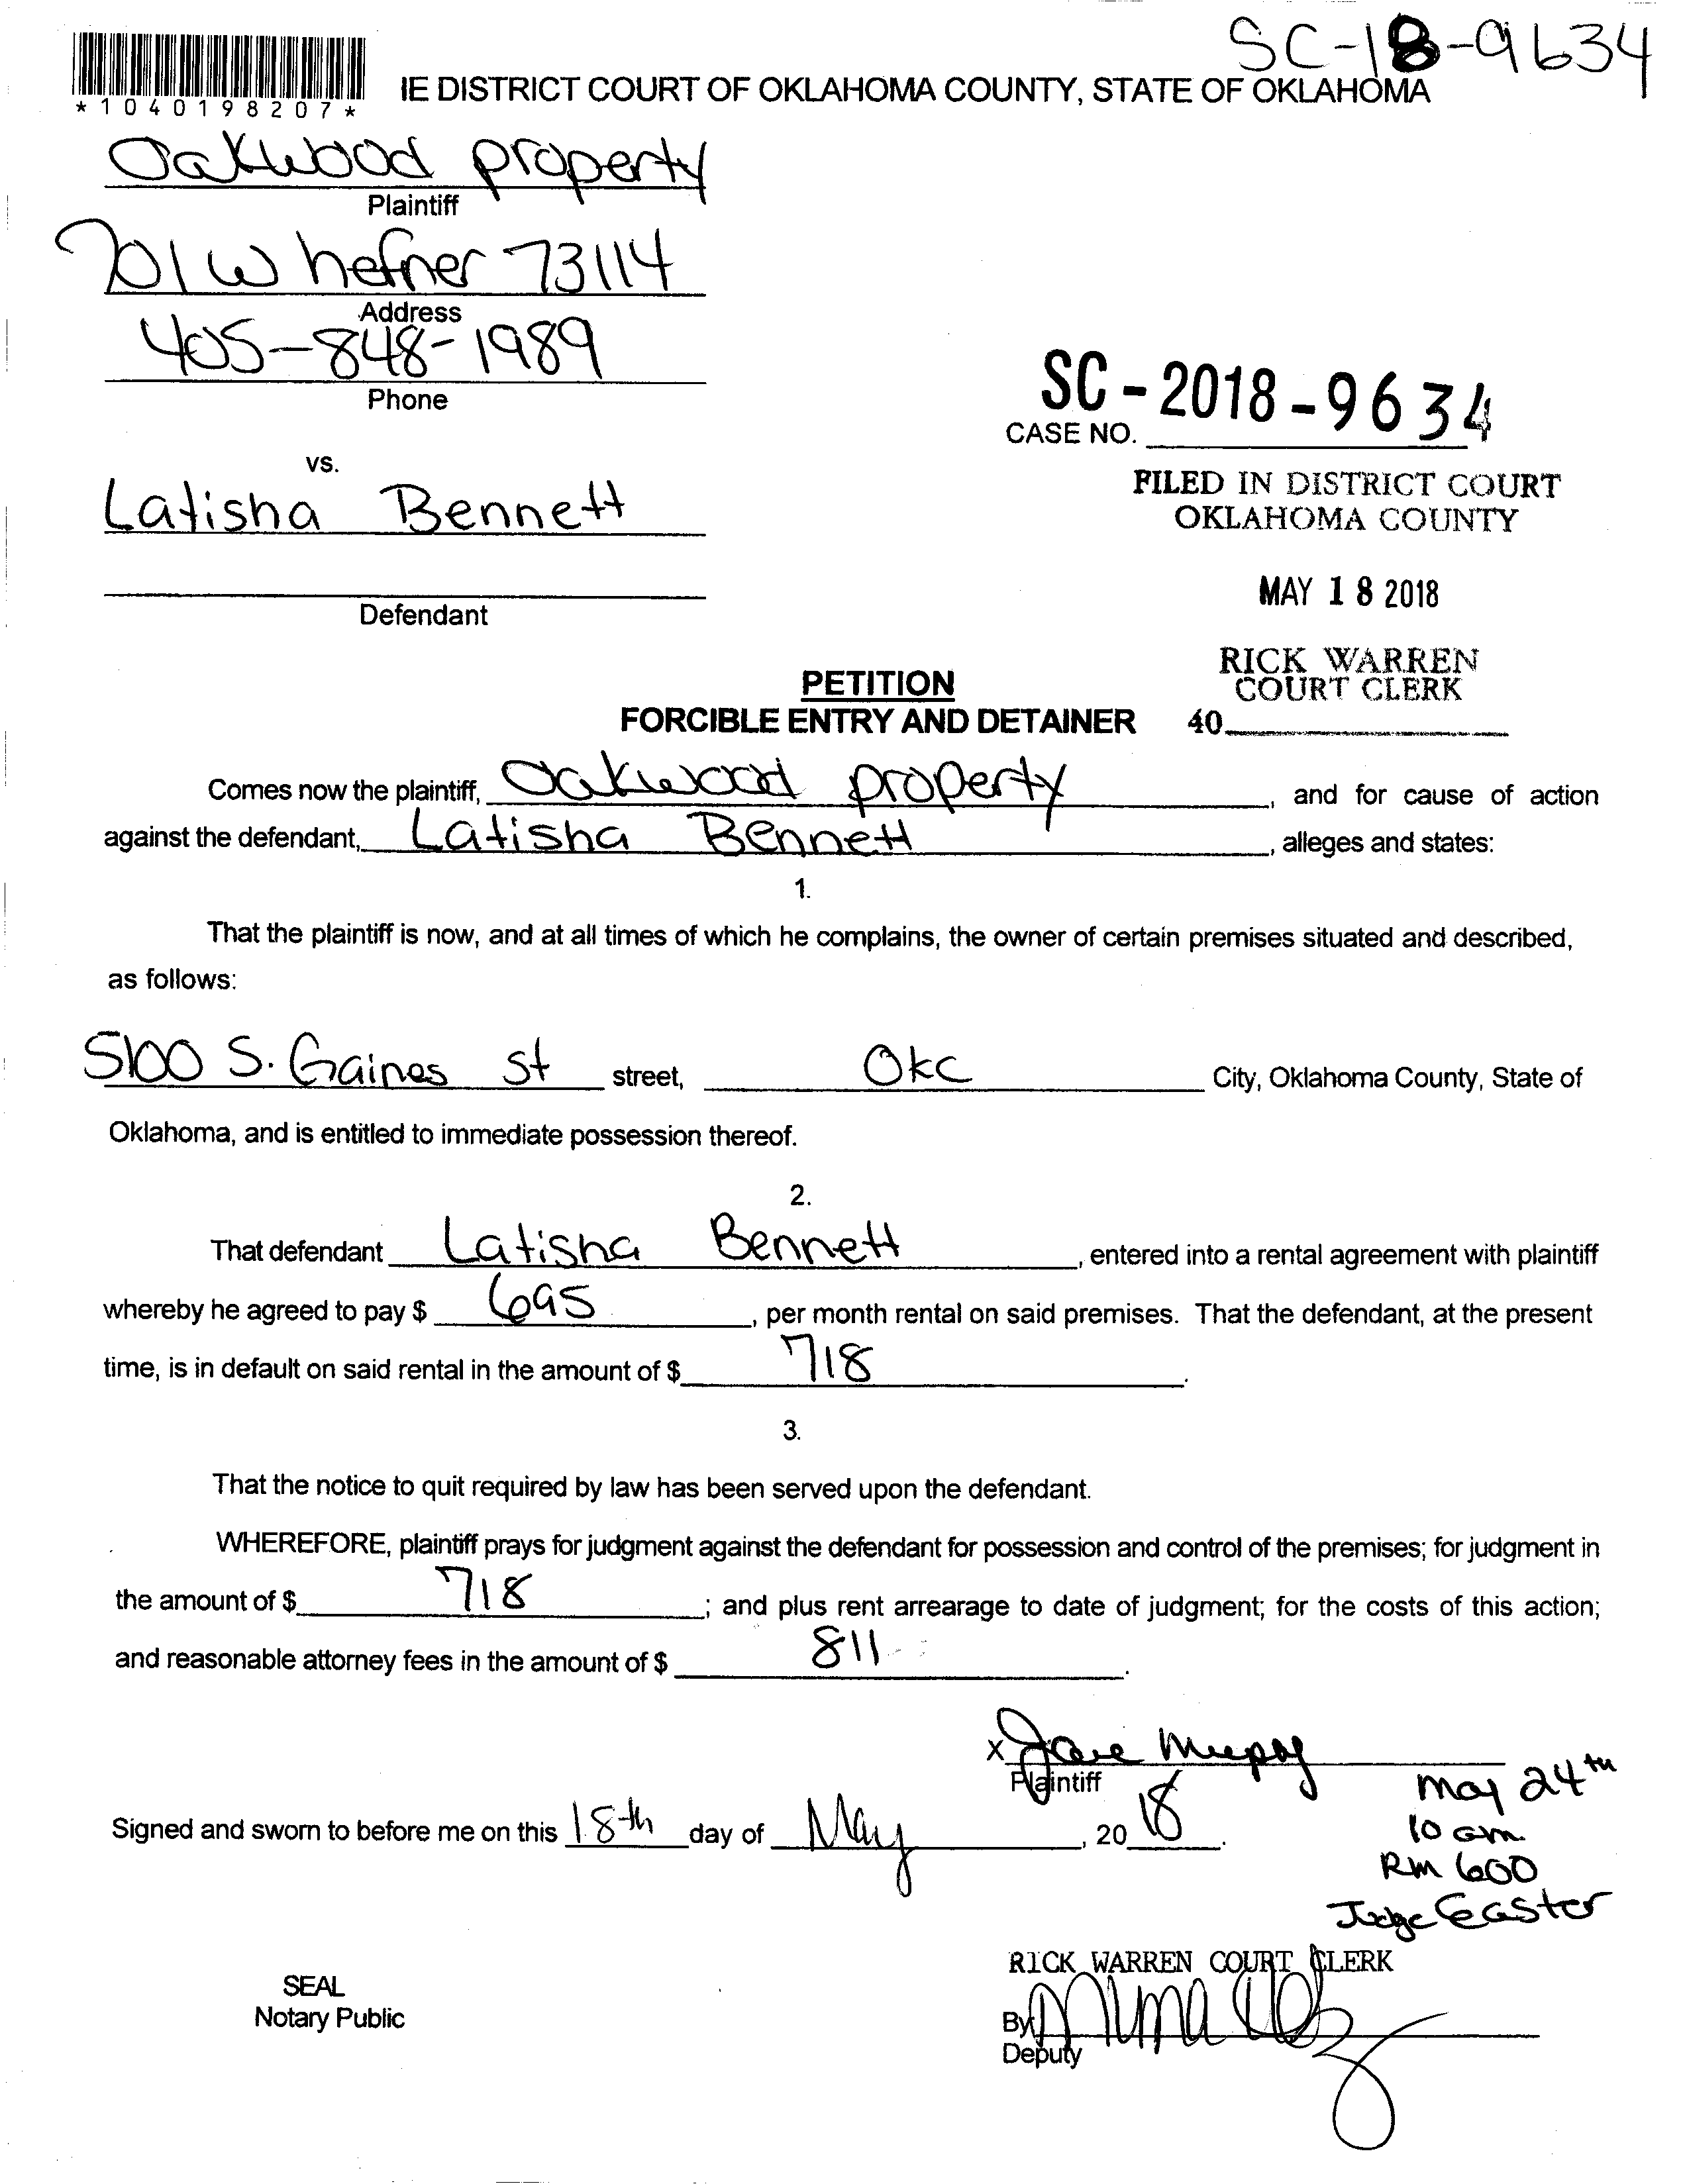 SC-18-9634
*1040198207*
IE DISTRICT COURT OF OKLAHOMA COUNTY, STATE OF OKLAHOMA
Oakwood property
Plaintiff
701 W hefner 73114
Address
405-848-1989
Phone
SC-2018-9634
CASE NO.
vs.
Latisha Bennett
FILED IN DISTRICT COURT
OKLAHOMA COUNTY
MAY 18 2018
Defendant
RICK WARREN
COURT CLERK
40
PETITION
FORCIBLE ENTRY AND DETAINER
Comes now the plaintiff, Oakwood property, and for cause of action
against the defendant, Latisha Bennett, alleges and states:
1.
That the plaintiff is now, and at all times of which he complains, the owner of certain premises situated and described,
as follows:
5100 S. Gaines St street, Okc City, Oklahoma County, State of
Oklahoma, and is entitled to immediate possession thereof.
2.
That defendant Latisha Bennett, entered into a rental agreement with plaintiff
whereby he agreed to pay $ 695, per month rental on said premises. That the defendant, at the present
time, is in default on said rental in the amount of $ 718.
3.
That the notice to quit required by law has been served upon the defendant.
WHEREFORE, plaintiff prays for judgment against the defendant for possession and control of the premises; for judgment in
the amount of $ 718; and plus rent arrearage to date of judgment; for the costs of this action;
and reasonable attorney fees in the amount of $ 811.
X
Plaintiff
Signed and sworn to before me on this 18th day of May, 2018.
May 24th
10 am
Rm 600
Judge Easter
RICK WARREN COURT CLERK
SEAL
Notary Public
By
Deputy